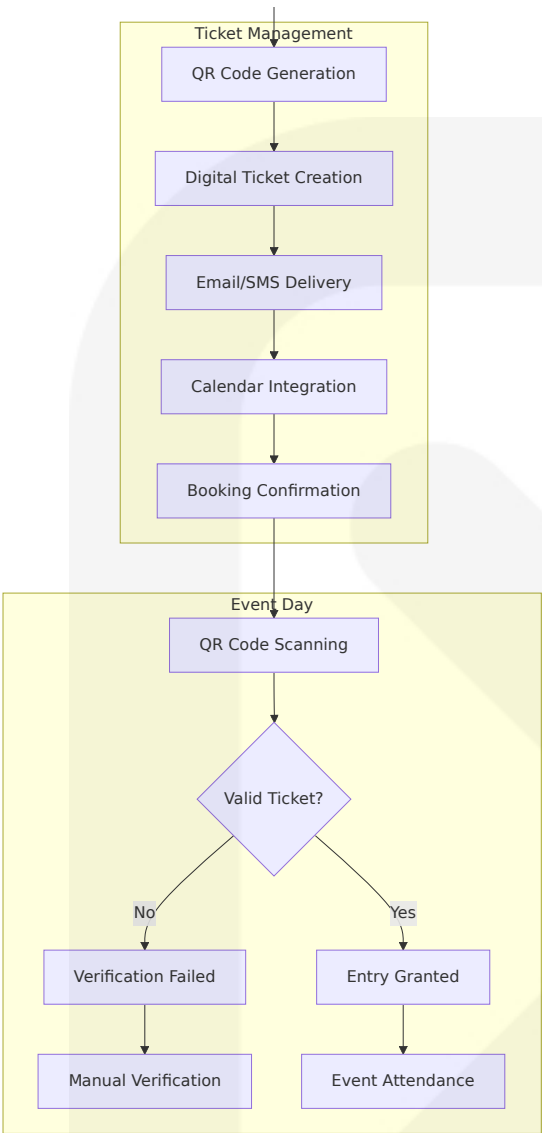 Ticket Management
QR Code Generation
Digital Ticket Creation
Email/SMS Delivery
Calendar Integration
Booking Confirmation
Event Day
QR Code Scanning
Valid Ticket?
No
Yes
Verification Failed
Entry Granted
Manual Verification
Event Attendance